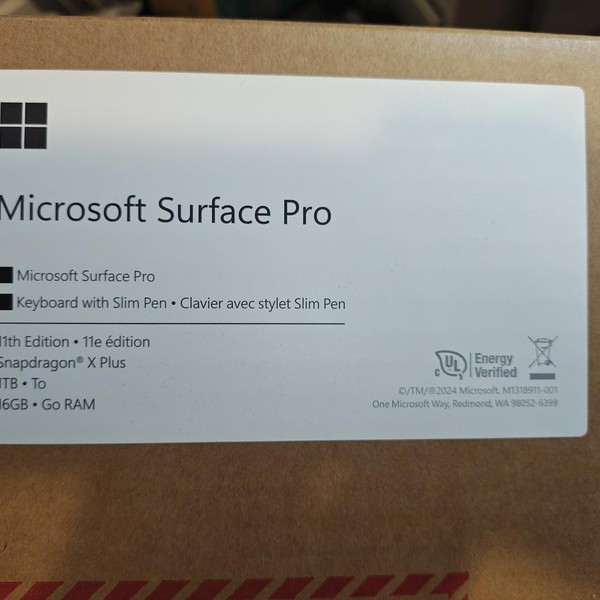 Microsoft Surface Pro
Microsoft Surface Pro
Keyboard with Slim Pen • Clavier avec stylet Slim Pen
11th Edition • 11e édition
Snapdragon® X Plus
1TB • To
16GB • Go RAM
c UL Energy Verified
©/TM/®2024 Microsoft. M1318911-001
One Microsoft Way, Redmond, WA 98052-6399